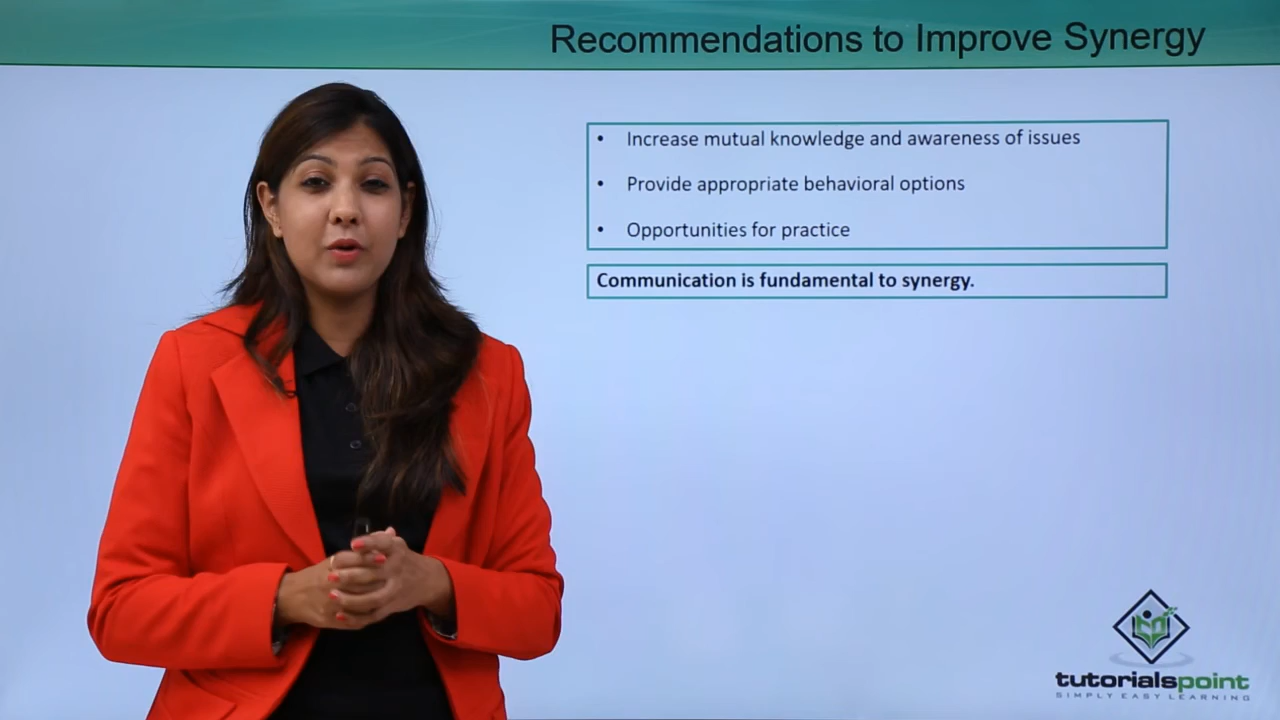 Recommendations to Improve Synergy
• Increase mutual knowledge and awareness of issues
• Provide appropriate behavioral options
• Opportunities for practice
Communication is fundamental to synergy.
tutorialspoint
SIMPLY EASY LEARNING